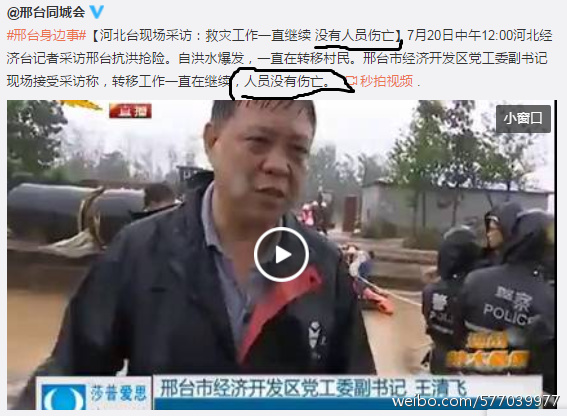 @邢台同城会
#邢台身边事#【河北台现场采访：救灾工作一直继续 没有人员伤亡】7月20日中午12:00河北经
济台记者采访邢台抗洪抢险。自洪水爆发，一直在转移村民。邢台市经济开发区党工委副书记
现场接受采访称，转移工作一直在继续，人员没有伤亡。 秒拍视频 .
直播
小窗口
警察
POLICE
警察
POLICE
莎普爱思
邢台市经济开发区党工委副书记 王清飞
weibo.com/577039977